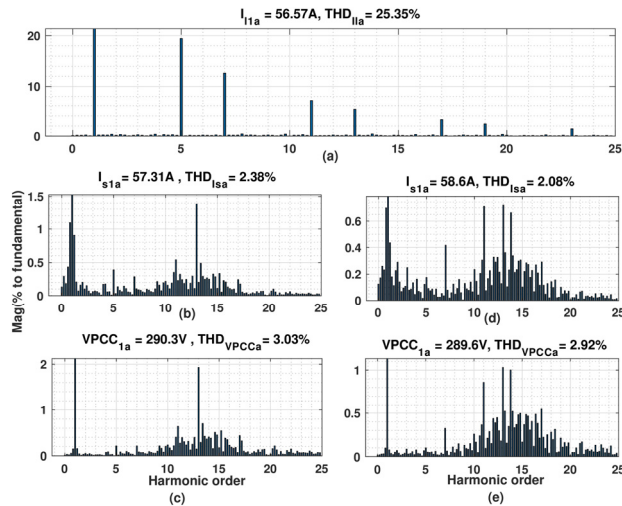 I_l1a = 56.57A, THD_Ila = 25.35%
20
10
0
0 5 10 15 20 25
(a)
I_s1a = 57.31A , THD_Isa = 2.38%
1.5
1
0.5
0
0 5 10 15 20 25
(b)
I_s1a = 58.6A, THD_Isa = 2.08%
0.6
0.4
0.2
0
0 5 10 15 20 25
(d)
Mag(% to fundamental)
VPCC_1a = 290.3V , THD_VPCCa = 3.03%
2
1
0
0 5 10 15 20 25
Harmonic order
(c)
VPCC_1a = 289.6V, THD_VPCCa = 2.92%
1
0.5
0
0 5 10 15 20 25
Harmonic order
(e)